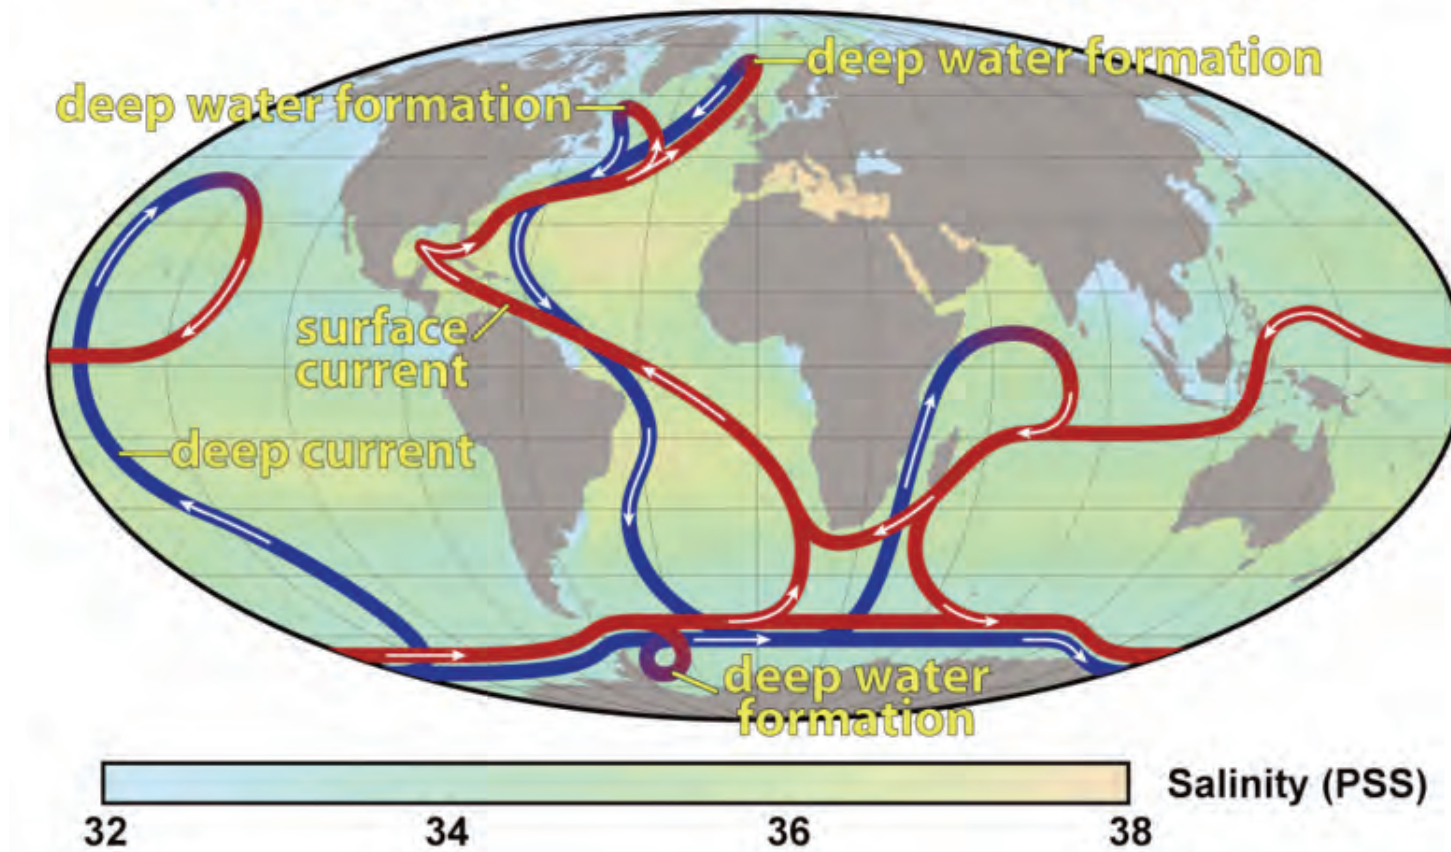 deep water formation
deep water formation
surface
current
deep current
deep water
formation
Salinity (PSS)
32 34 36 38